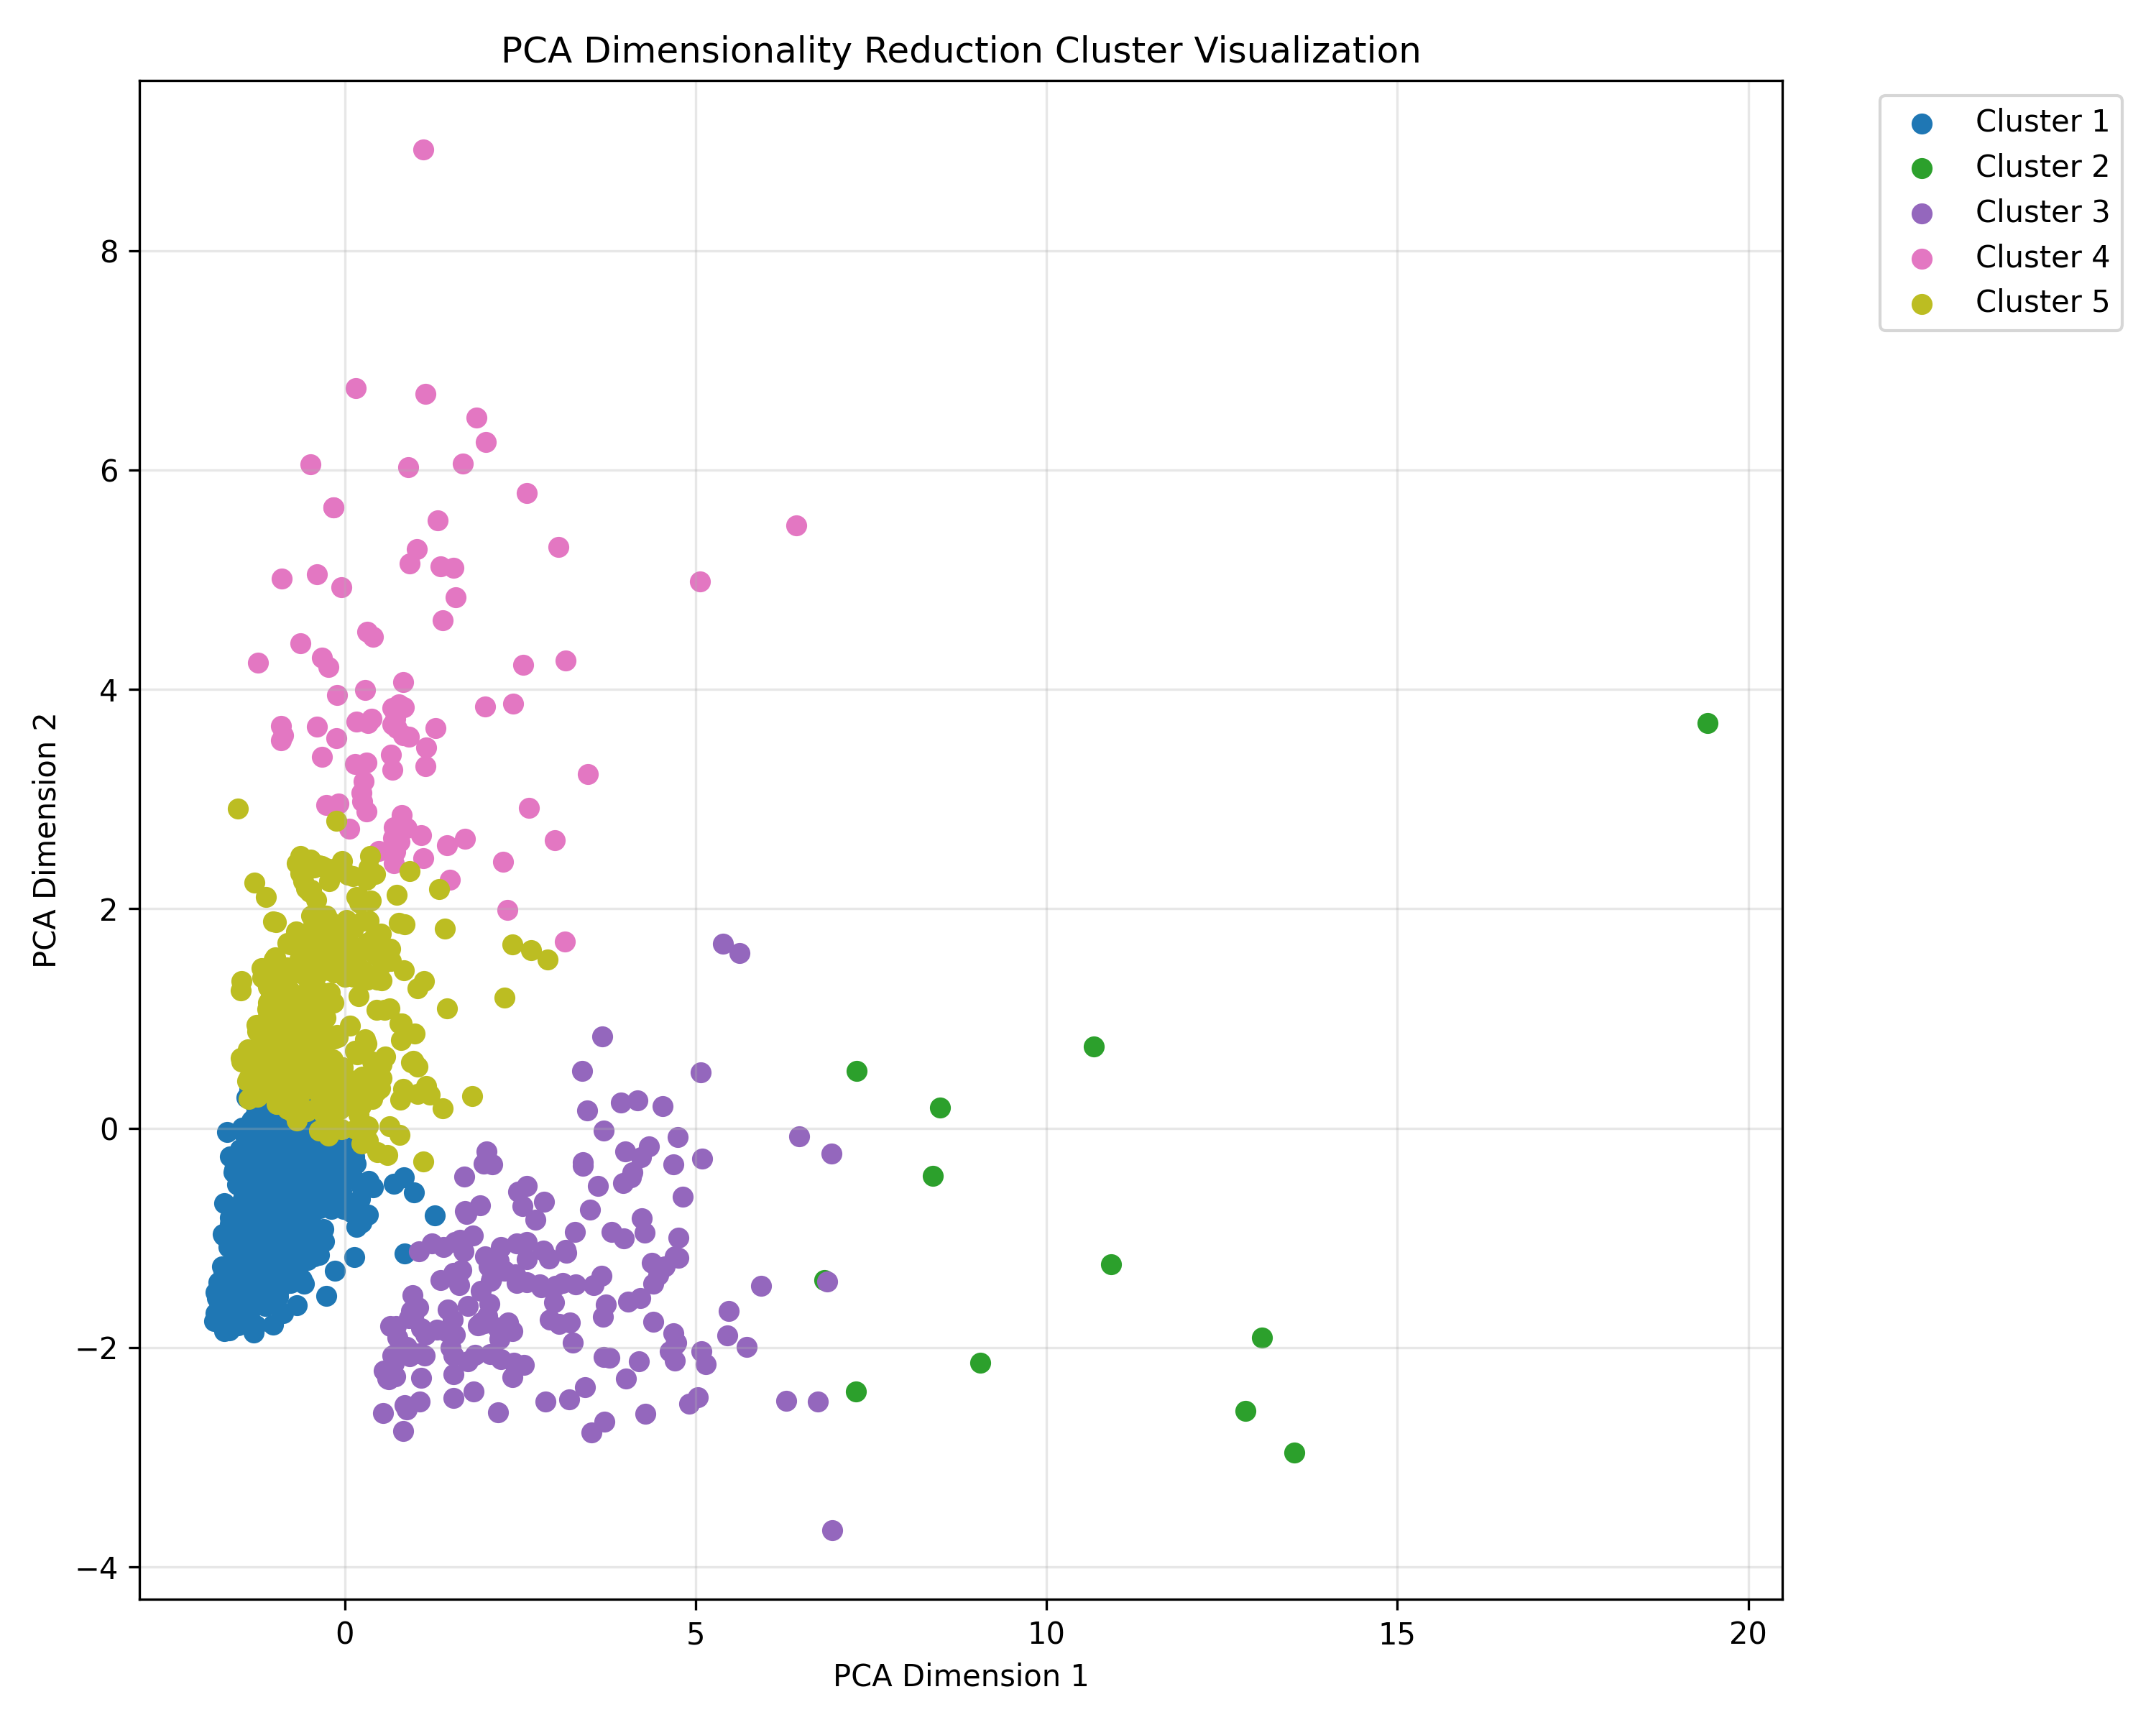 PCA Dimensionality Reduction Cluster Visualization
Cluster 1
Cluster 2
Cluster 3
Cluster 4
Cluster 5
PCA Dimension 2
8
6
4
2
0
−2
−4
0 5 10 15 20
PCA Dimension 1